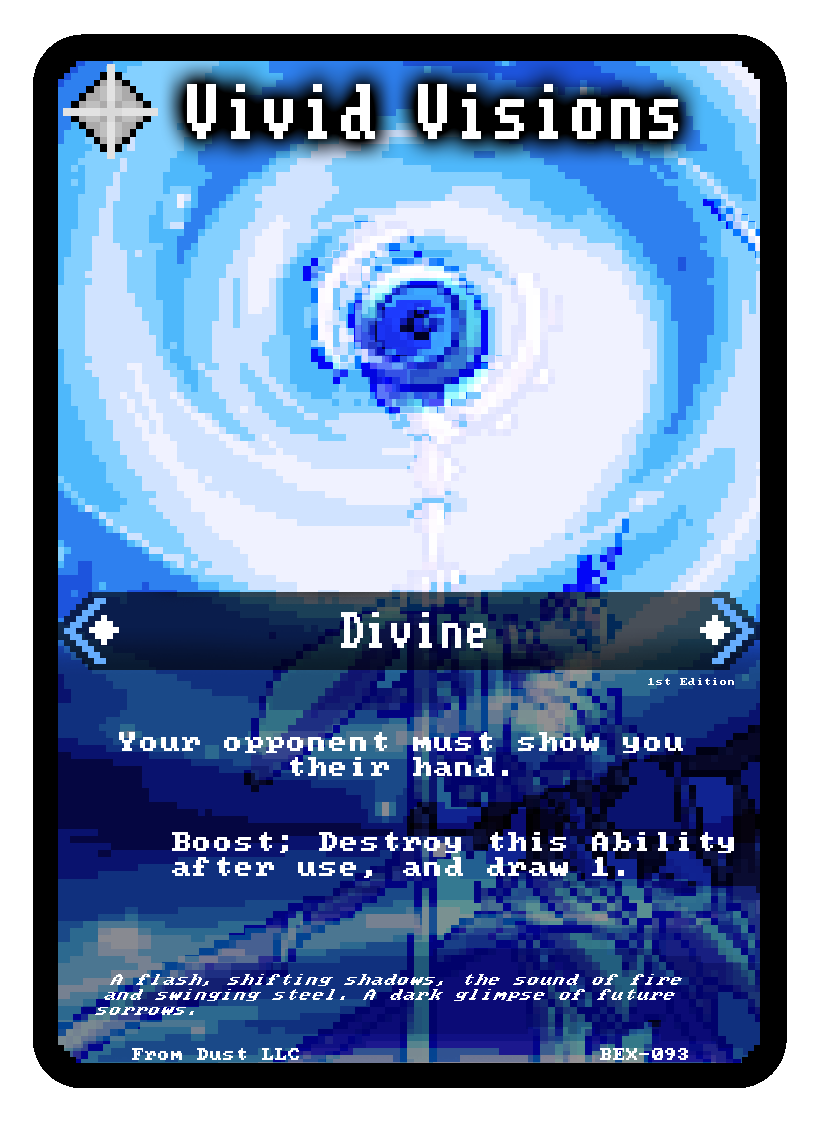 Vivid Visions
Divine
1st Edition
Your opponent must show you
their hand.
Boost; Destroy this Ability
after use, and draw 1.
A flash, shifting shadows, the sound of fire
and swinging steel. A dark glimpse of future
sorrows.
From Dust LLC
BEX-093